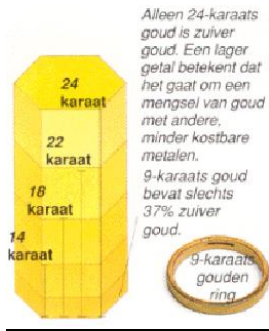 Alleen 24-karaats
goud is zuiver
goud. Een lager
getal betekent dat
het gaat om een
mengsel van goud
met andere,
minder kostbare
metalen.
9-karaats goud
bevat slechts
37% zuiver
goud.
24
karaat
22
karaat
18
karaat
14
karaat
9-karaats
gouden
ring